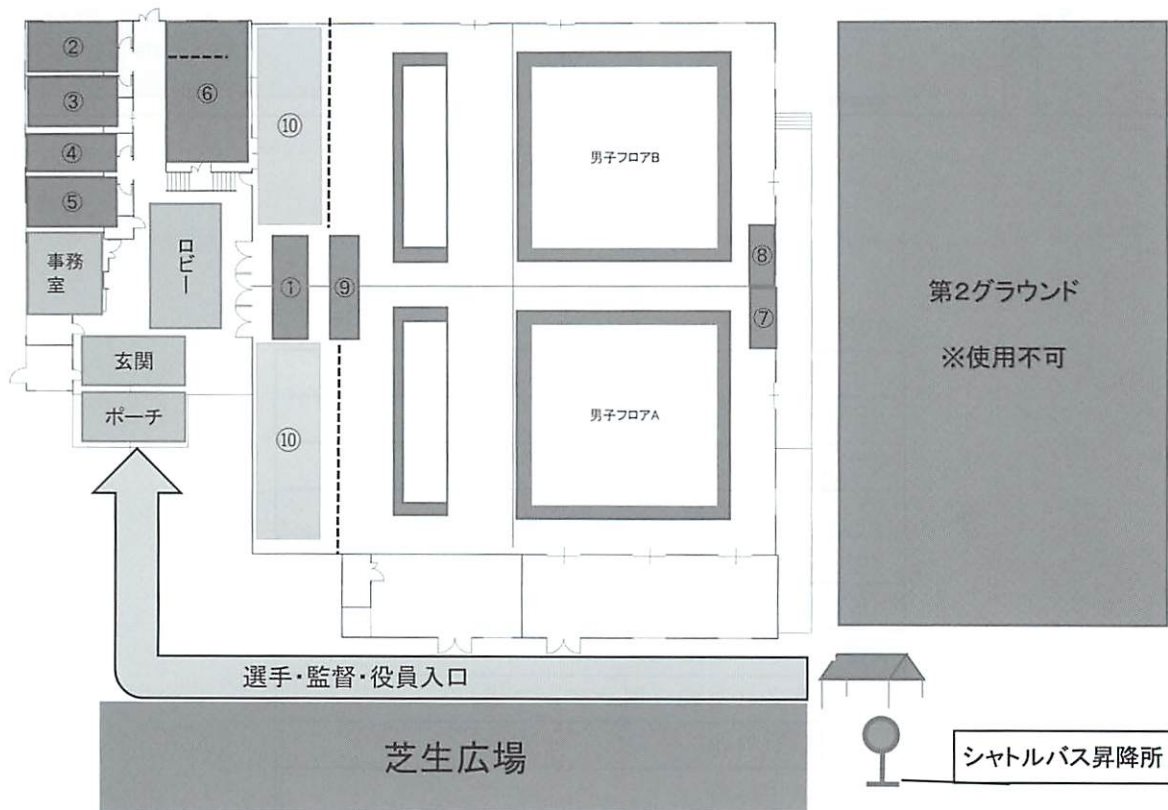 ②
③
④
⑤
⑥
⑩
男子フロアB
事務
室
ロビー
①
⑨
⑧
⑦
第2グラウンド
※使用不可
玄関
ポーチ
⑩
男子フロアA
選手・監督・役員入口
芝生広場
シャトルバス昇降所